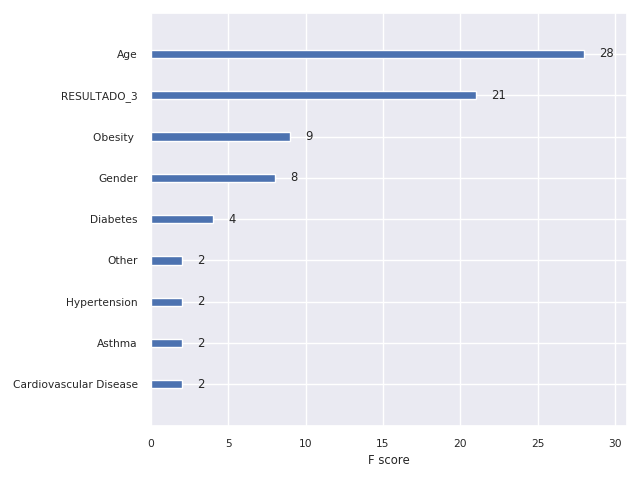 Age 28
RESULTADO_3 21
Obesity 9
Gender 8
Diabetes 4
Other 2
Hypertension 2
Asthma 2
Cardiovascular Disease 2
0 5 10 15 20 25 30
F score